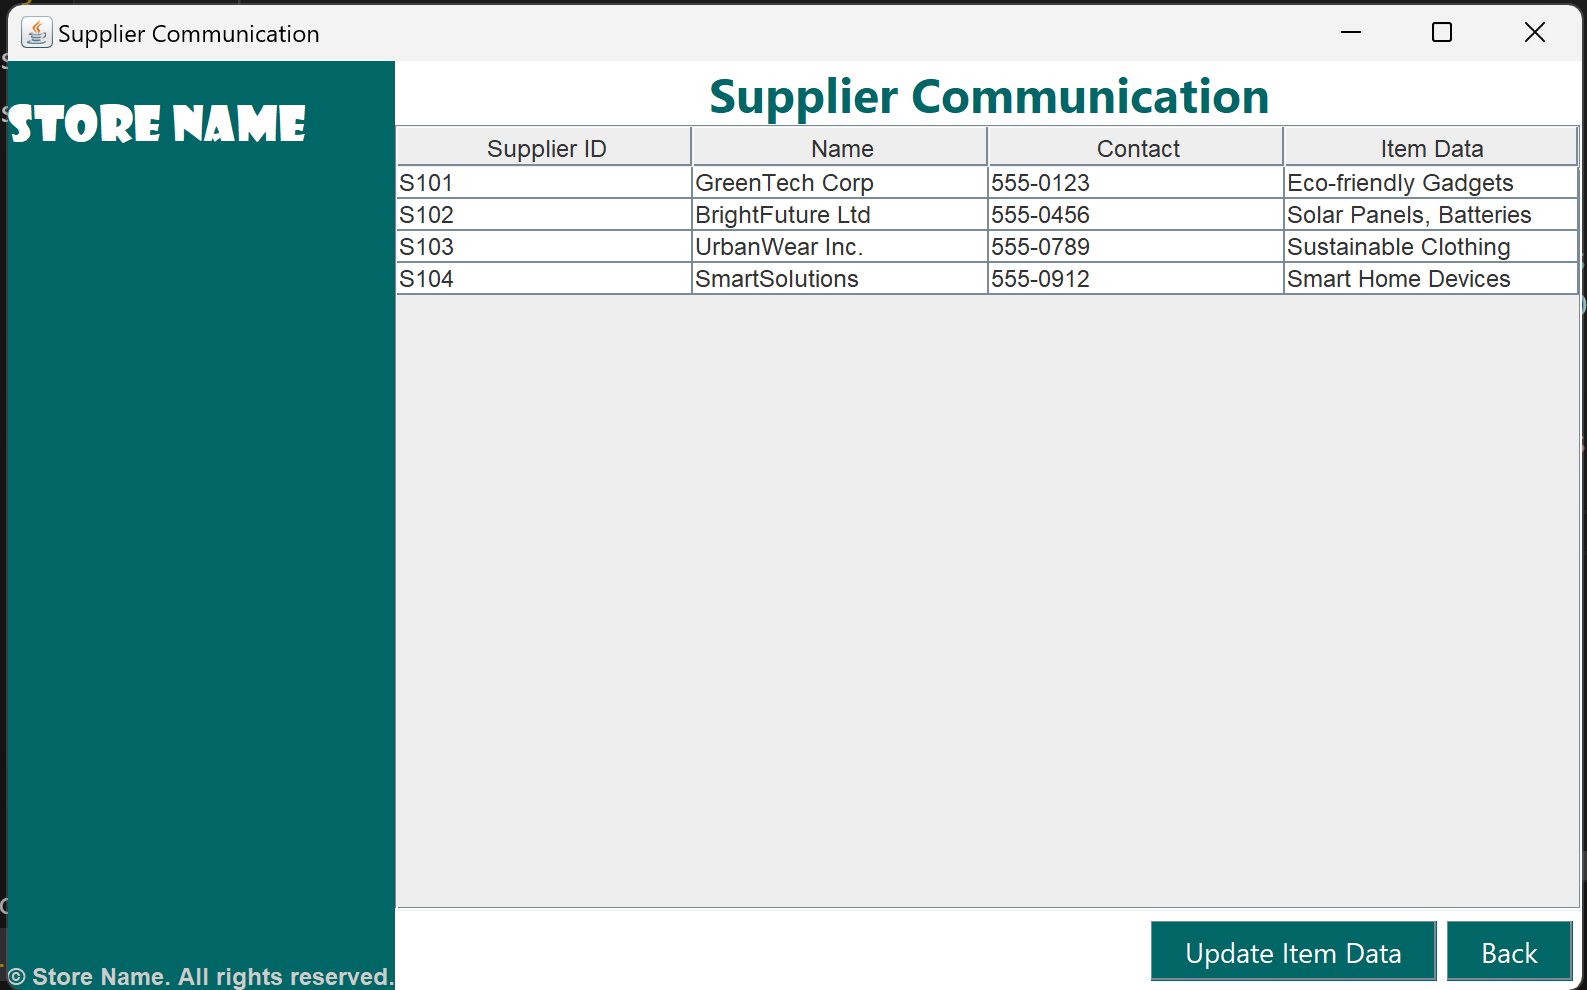 Supplier Communication
STORE NAME
Supplier Communication
Supplier ID Name Contact Item Data
S101 GreenTech Corp 555-0123 Eco-friendly Gadgets
S102 BrightFuture Ltd 555-0456 Solar Panels, Batteries
S103 UrbanWear Inc. 555-0789 Sustainable Clothing
S104 SmartSolutions 555-0912 Smart Home Devices
Update Item Data Back
© Store Name. All rights reserved.